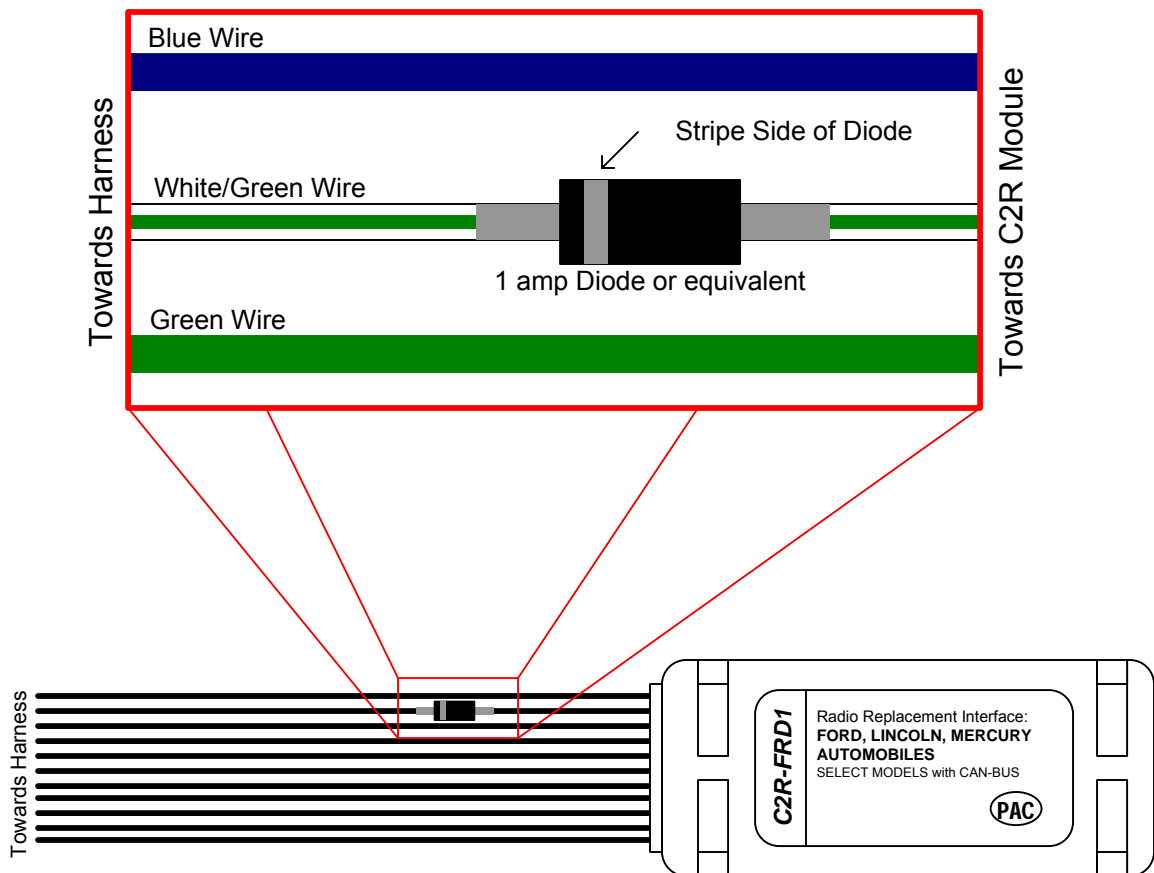 Blue Wire
Stripe Side of Diode
White/Green Wire
1 amp Diode or equivalent
Green Wire
Towards Harness
Towards C2R Module
Towards Harness
C2R-FRD1
Radio Replacement Interface:
FORD, LINCOLN, MERCURY
AUTOMOBILES
SELECT MODELS with CAN-BUS
PAC